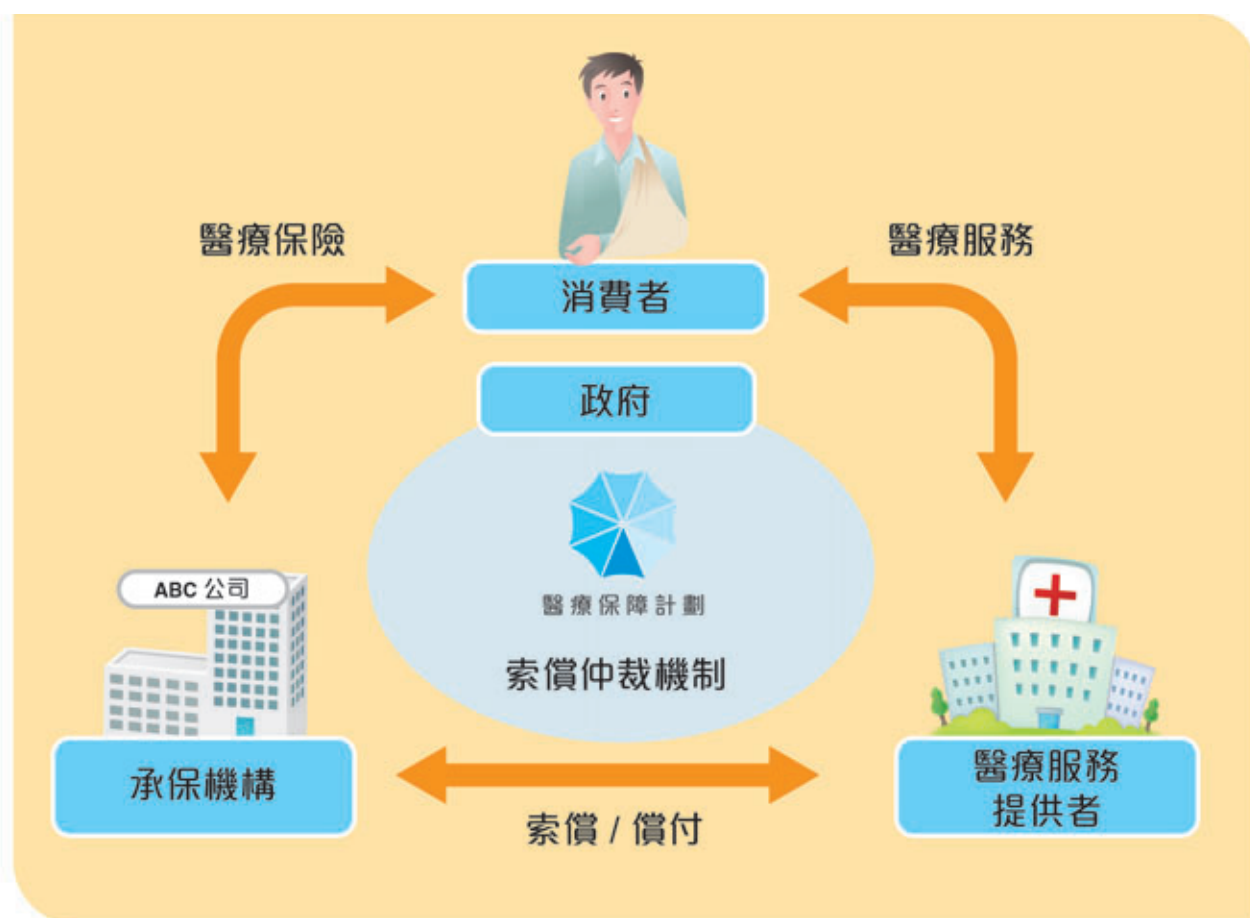 醫療保險
醫療服務
消費者
政府
ABC 公司
醫療保障計劃
索償仲裁機制
承保機構
醫療服務
提供者
索償 / 償付